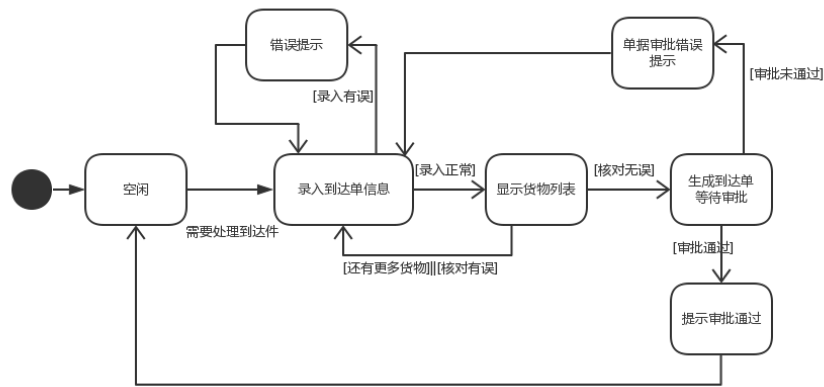 错误提示
单据审批错误
提示
[审批未通过]
[录入有误]
空闲
录入到达单信息
[录入正常]
显示货物列表
[核对无误]
生成到达单
等待审批
需要处理到达件
[还有更多货物]||[核对有误]
[审批通过]
提示审批通过